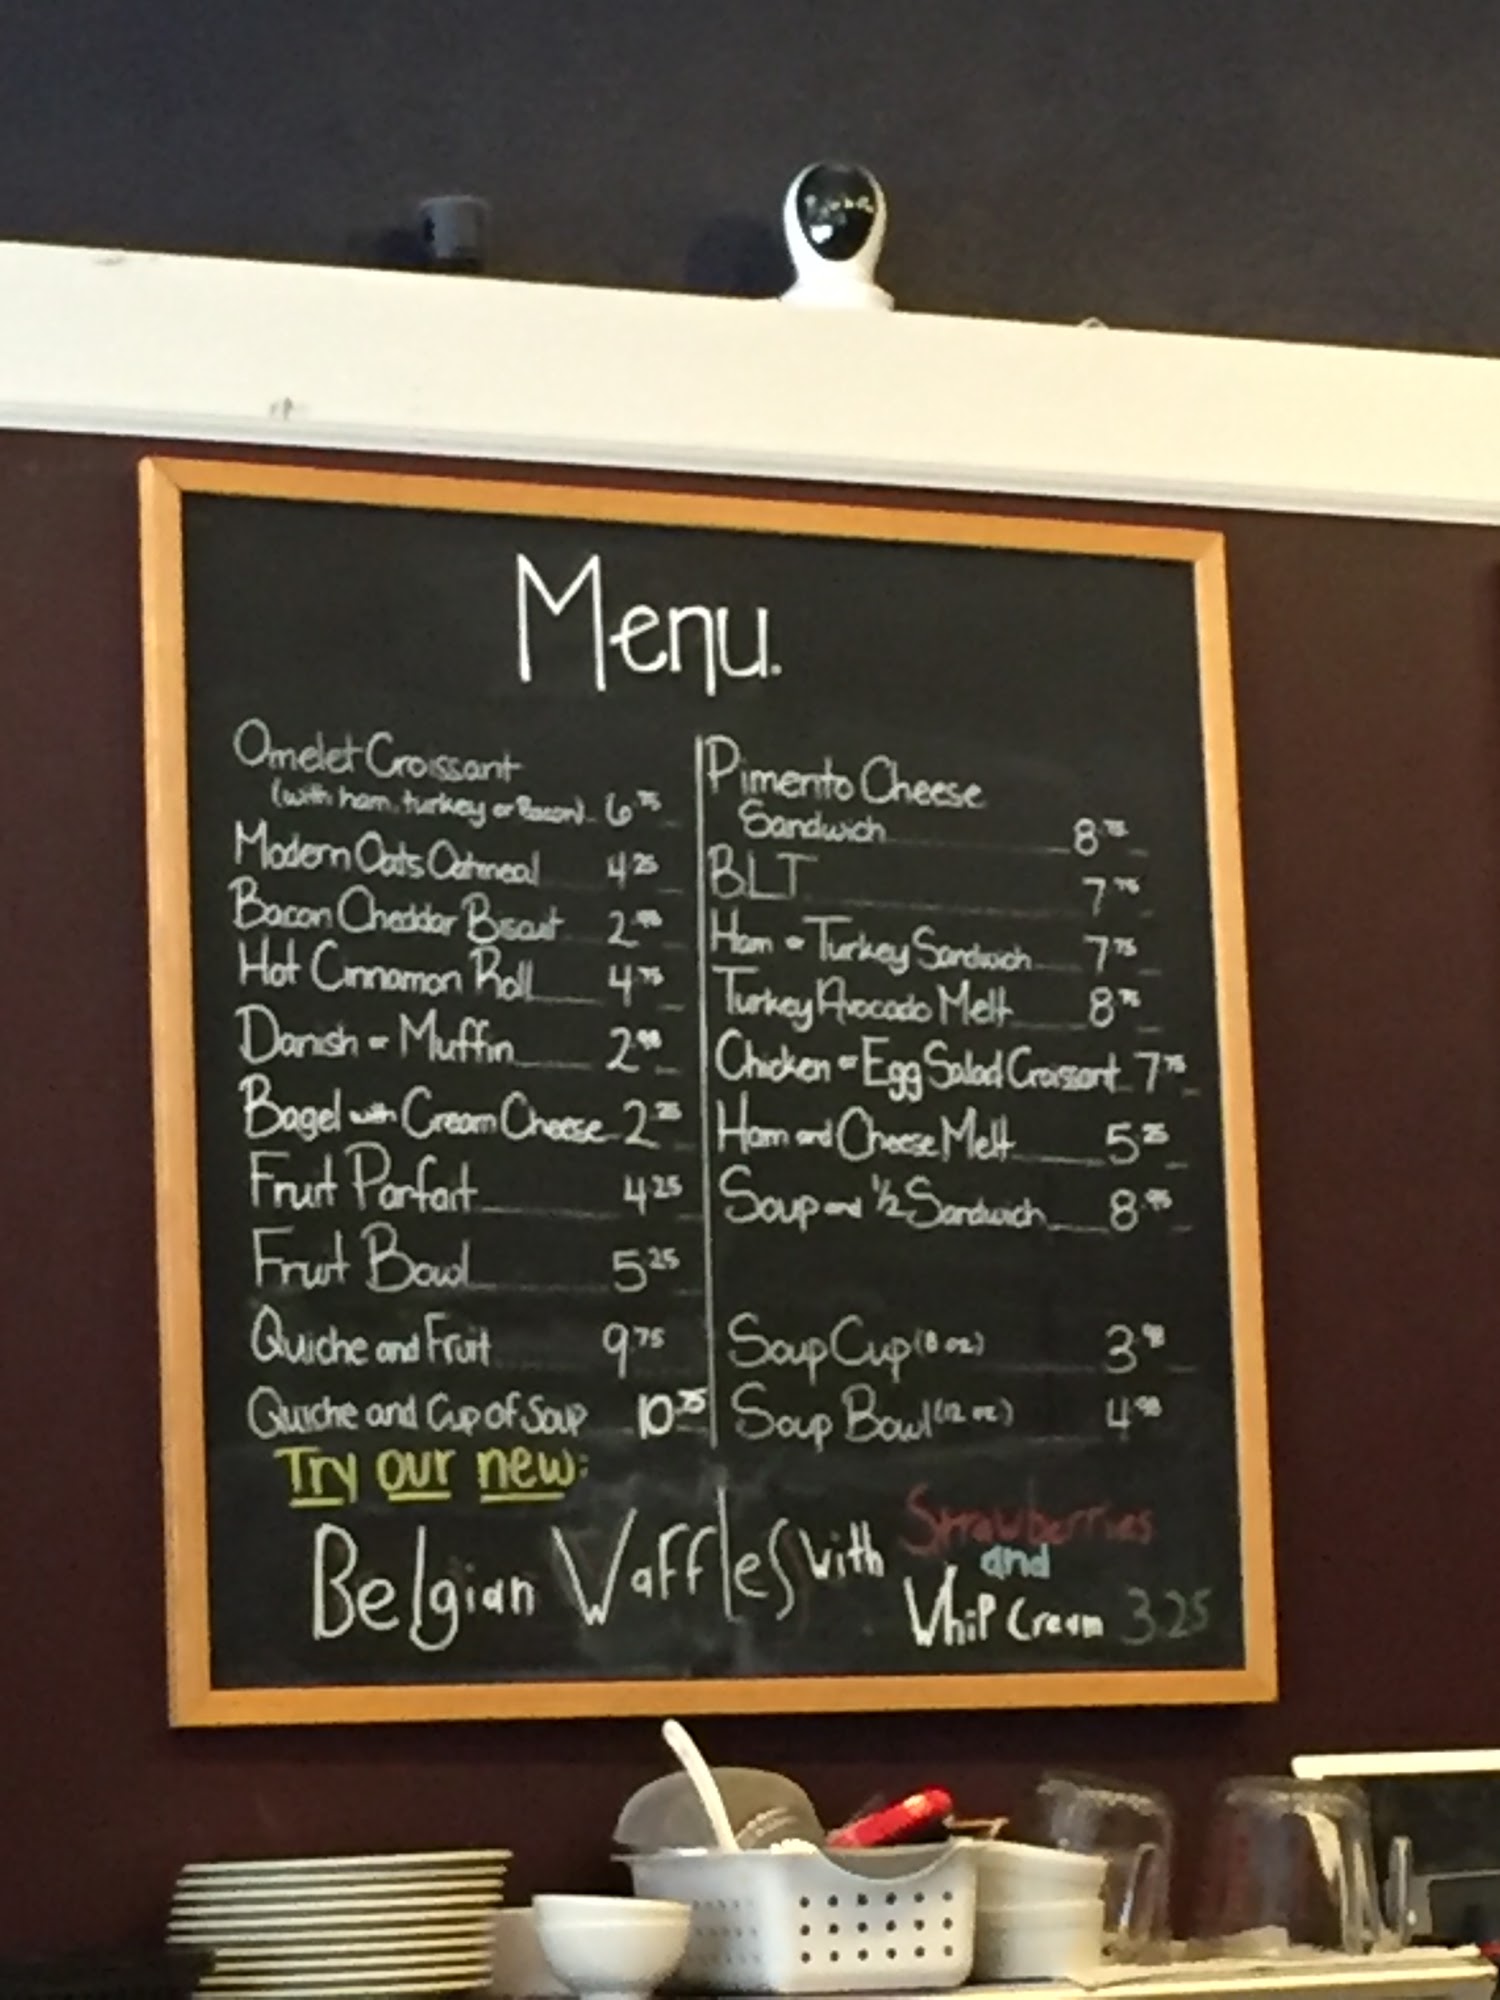 Menu.
Omelet Croissant
(with ham, turkey or Bacon) 6.75
Modern Oats Oatmeal 4.25
Bacon Cheddar Biscuit 2.98
Hot Cinnamon Roll 4.75
Danish or Muffin 2.98
Bagel with Cream Cheese 2.25
Fruit Parfait 4.25
Fruit Bowl 5.25
Quiche and Fruit 9.75
Quiche and Cup of Soup 10.75
Pimento Cheese
Sandwich 8.75
BLT 7.75
Ham or Turkey Sandwich 7.75
Turkey Avocado Melt 8.75
Chicken or Egg Salad Croissant 7.75
Ham and Cheese Melt 5.25
Soup and 1/2 Sandwich 8.95
Soup Cup (8 oz) 3.98
Soup Bowl (12 oz) 4.98
Try our new:
Belgian Waffles with
Strawberries
and
Whip Cream 3.25